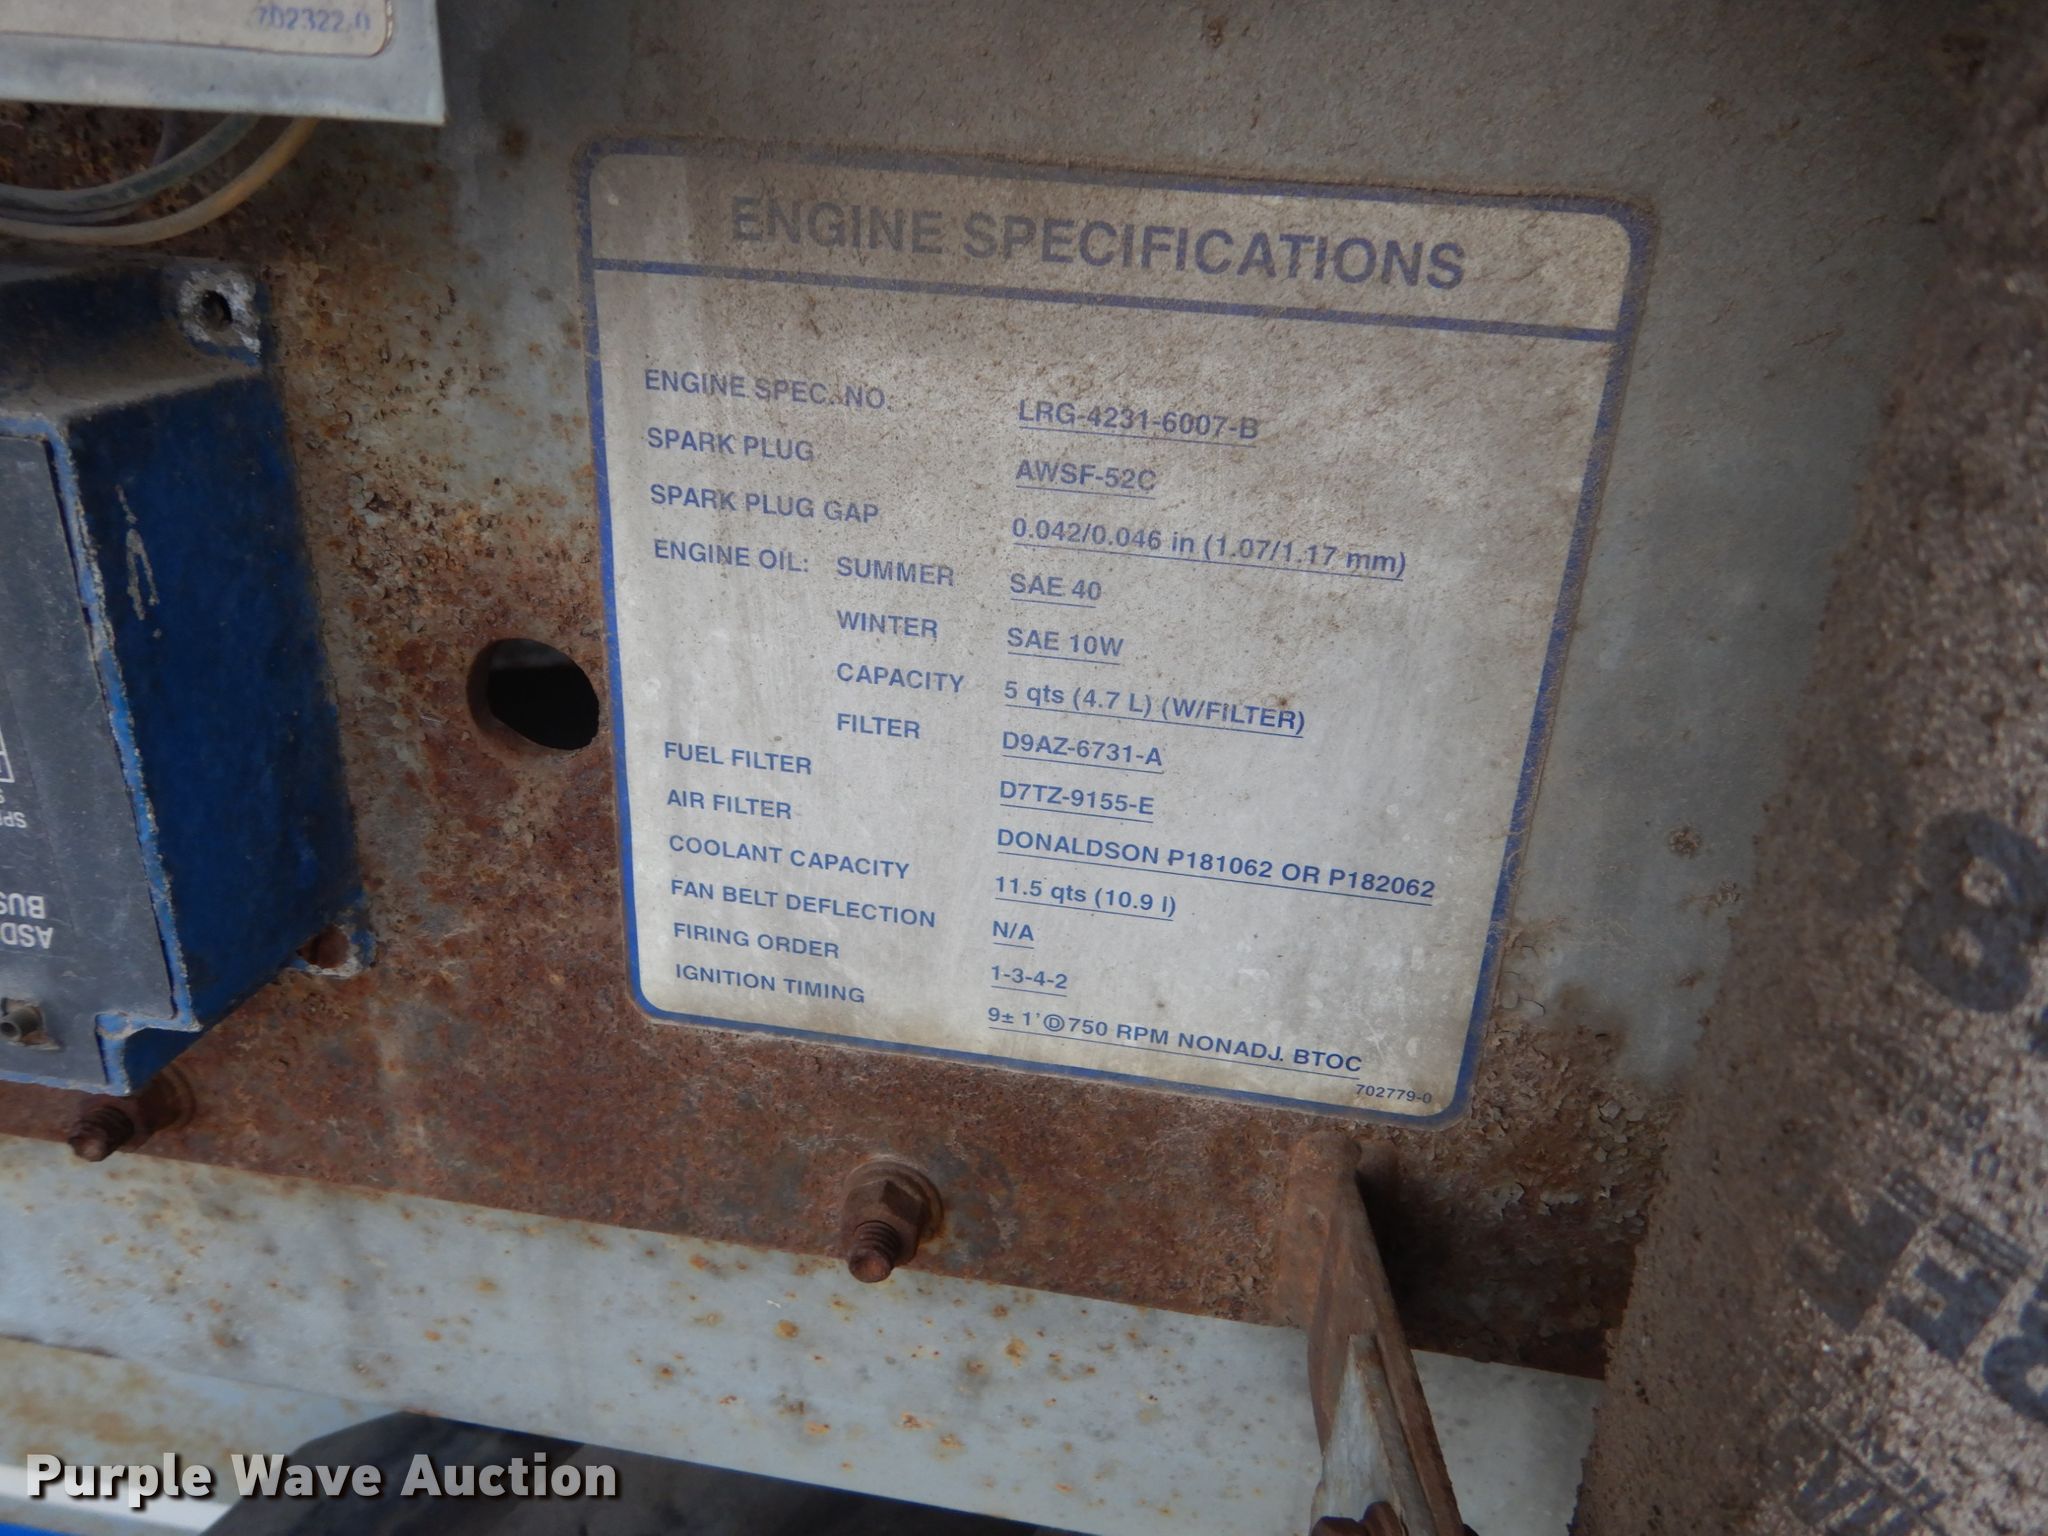 702322-0
ENGINE SPECIFICATIONS
ENGINE SPEC. NO. LRG-4231-6007-B
SPARK PLUG AWSF-52C
SPARK PLUG GAP 0.042/0.046 in (1.07/1.17 mm)
ENGINE OIL: SUMMER SAE 40
WINTER SAE 10W
CAPACITY 5 qts (4.7 L) (W/FILTER)
FILTER D9AZ-6731-A
FUEL FILTER D7TZ-9155-E
AIR FILTER DONALDSON P181062 OR P182062
COOLANT CAPACITY 11.5 qts (10.9 l)
FAN BELT DEFLECTION N/A
FIRING ORDER 1-3-4-2
IGNITION TIMING 9± 1' @ 750 RPM NONADJ. BTOC
702779-0
BUS
ASD
Purple Wave Auction